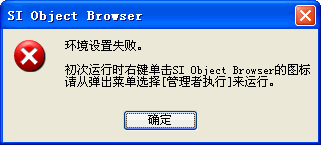 SI Object Browser
环境设置失败。
初次运行时右键单击SI Object Browser的图标
请从弹出菜单选择[管理者执行]来运行。
确定